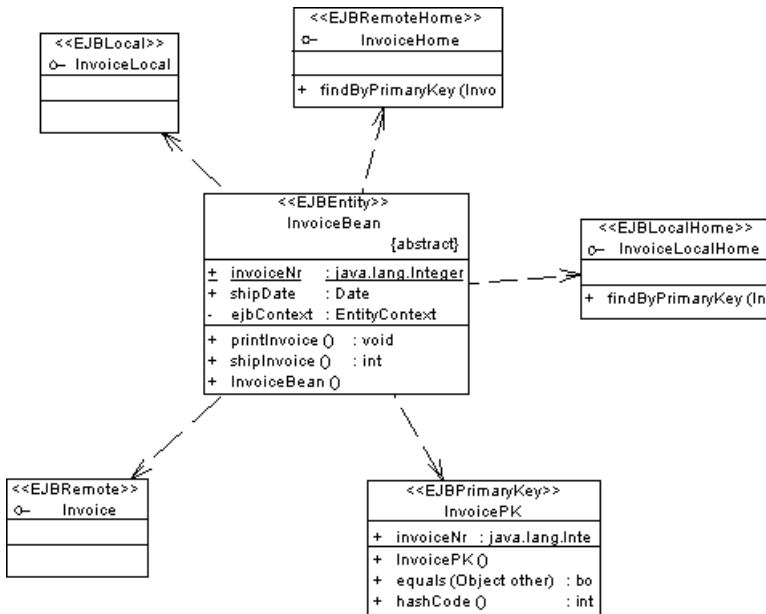 <<EJBRemoteHome>>
InvoiceHome
+ findByPrimaryKey (Invo
<<EJBLocal>>
InvoiceLocal
<<EJBEntity>>
InvoiceBean
{abstract}
+ invoiceNr : java.lang.Integer
+ shipDate : Date
- ejbContext : EntityContext
+ printInvoice () : void
+ shipInvoice () : int
+ InvoiceBean ()
<<EJBLocalHome>>
InvoiceLocalHome
+ findByPrimaryKey (In
<<EJBRemote>>
Invoice
<<EJBPrimaryKey>>
InvoicePK
+ invoiceNr : java.lang.Inte
+ InvoicePK ()
+ equals (Object other) : bo
+ hashCode () : int